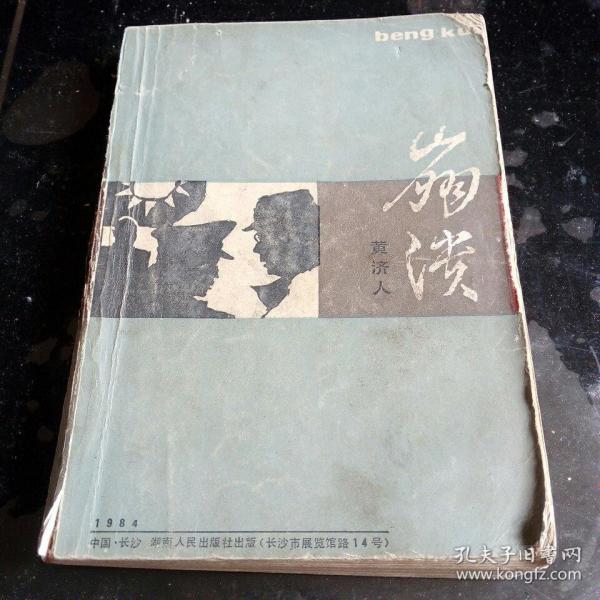 beng ku
崩溃
黄济人
1984
中国·长沙 湖南人民出版社出版(长沙市展览馆路14号)
孔夫子旧书网
www.kongfz.com